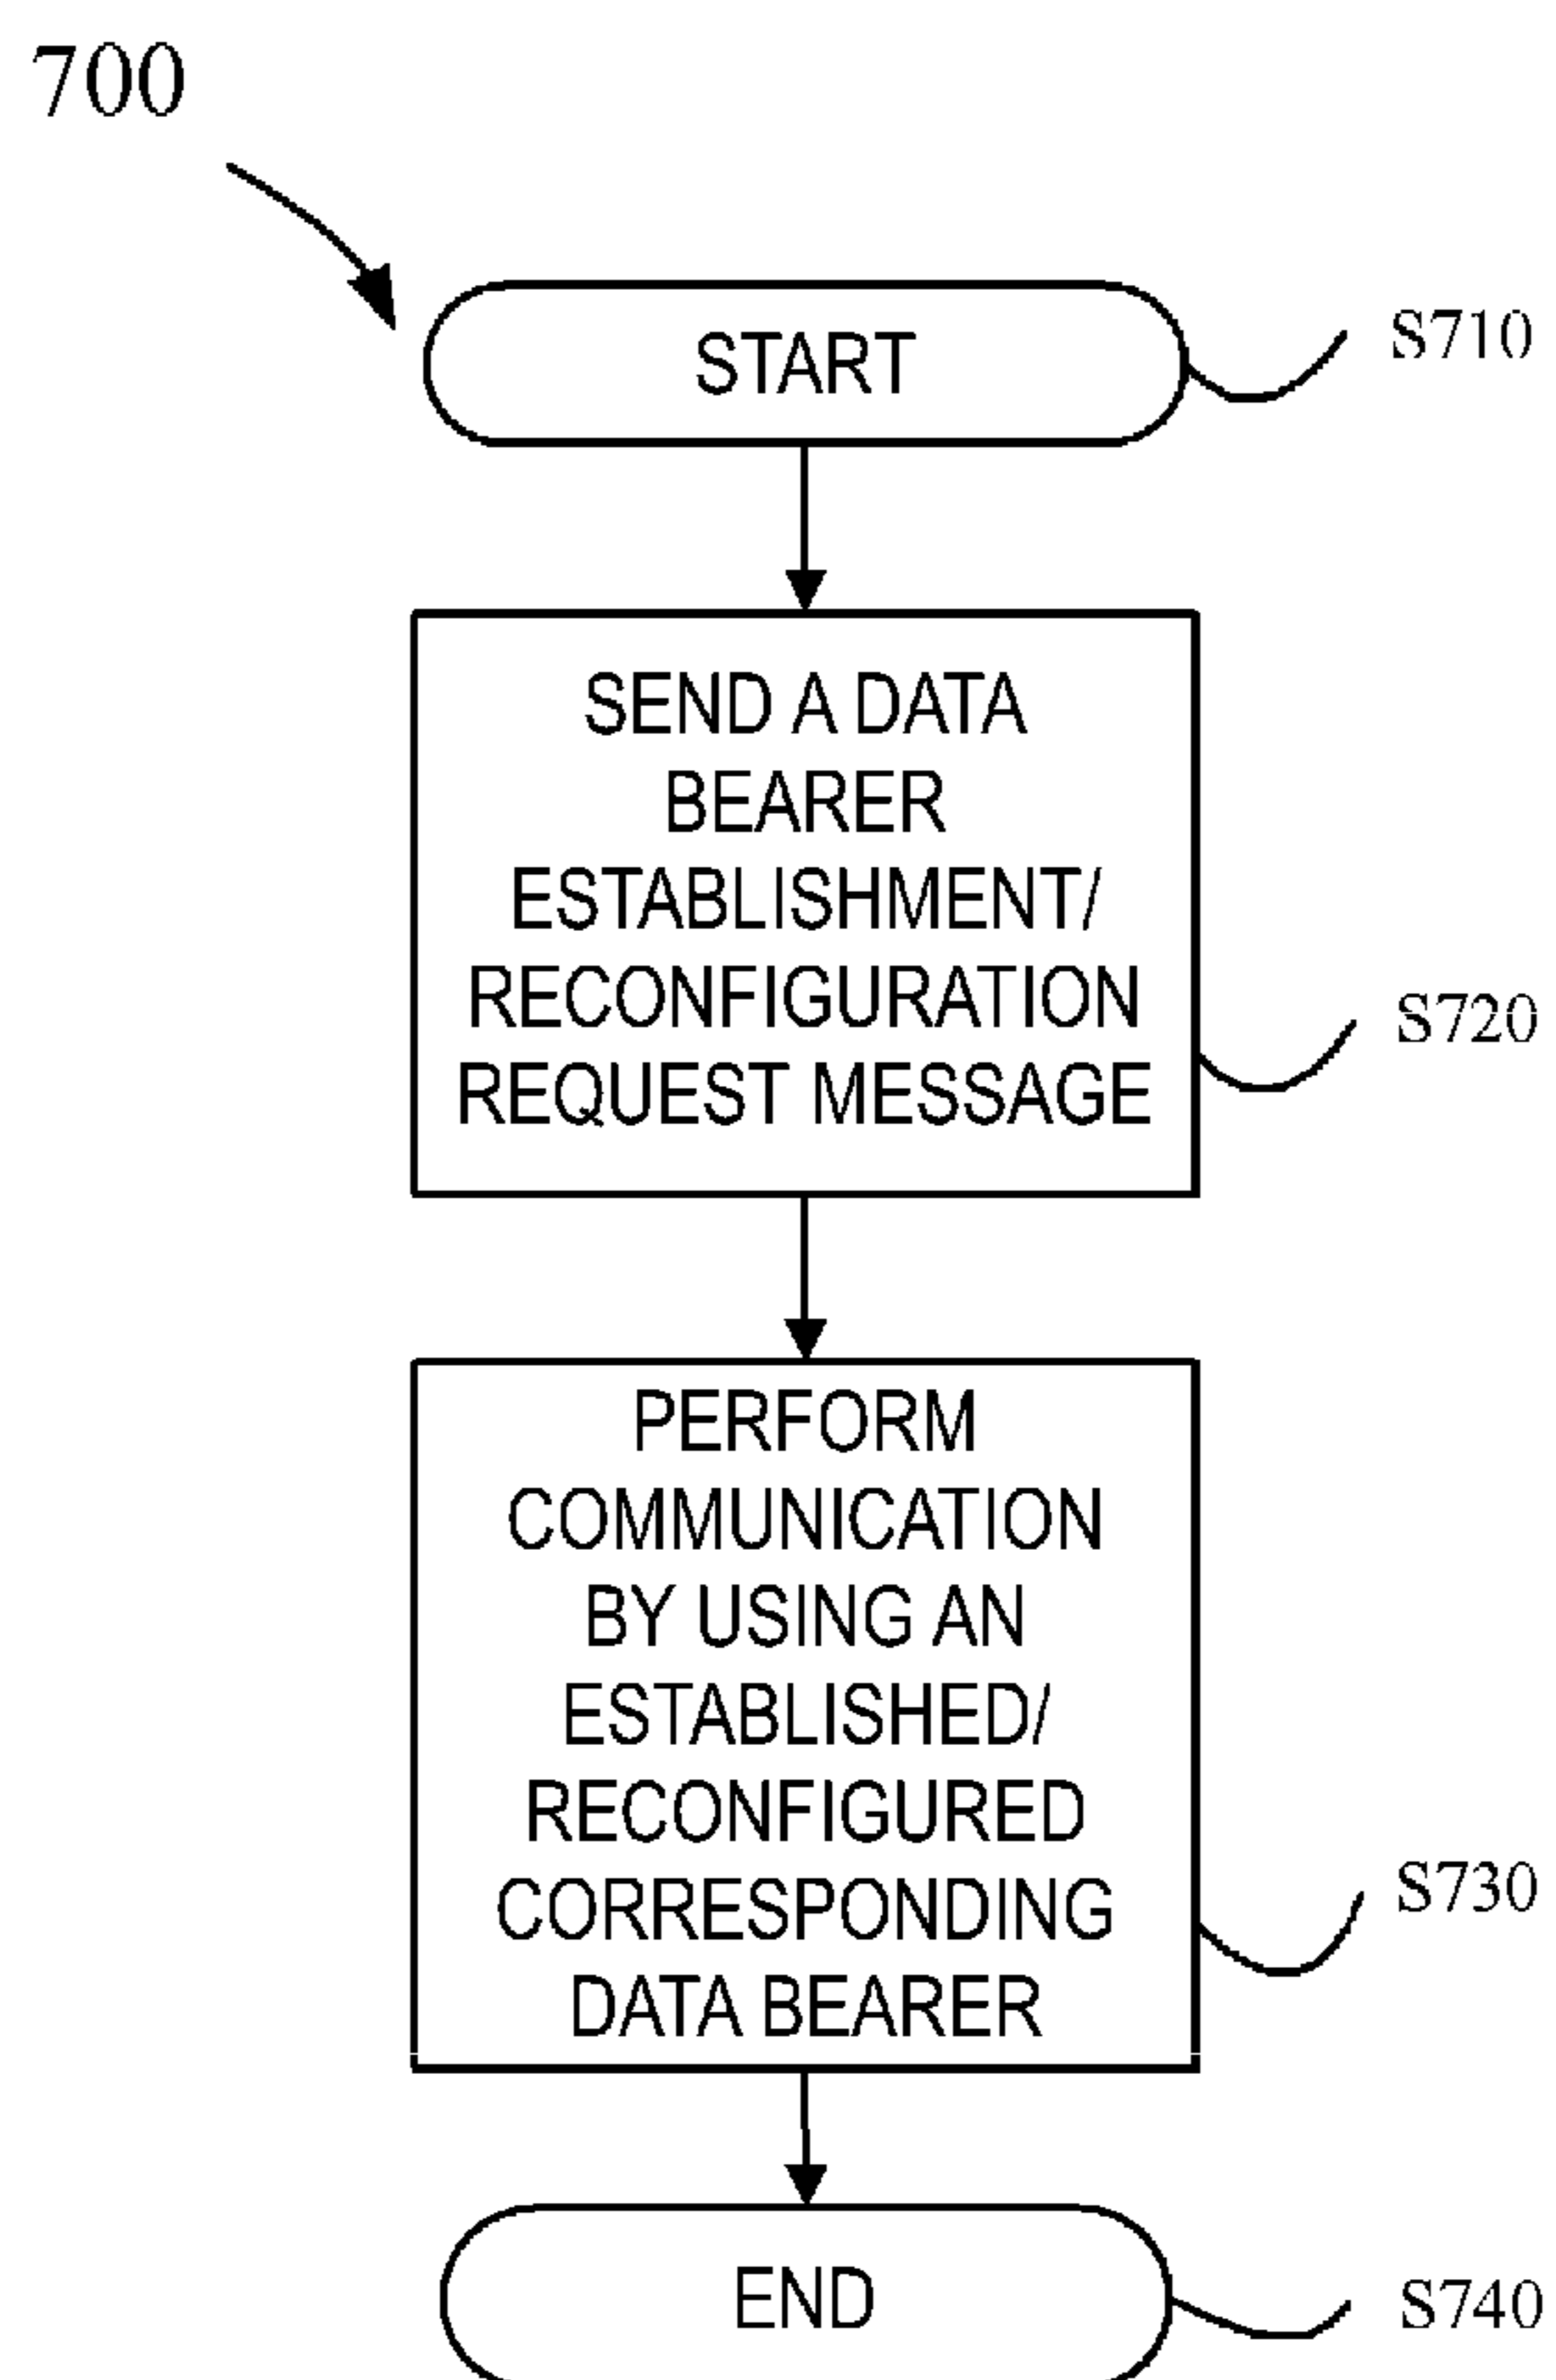 700
START
S710
SEND A DATA
BEARER
ESTABLISHMENT/
RECONFIGURATION
REQUEST MESSAGE
S720
PERFORM
COMMUNICATION
BY USING AN
ESTABLISHED/
RECONFIGURED
CORRESPONDING
DATA BEARER
S730
END
S740